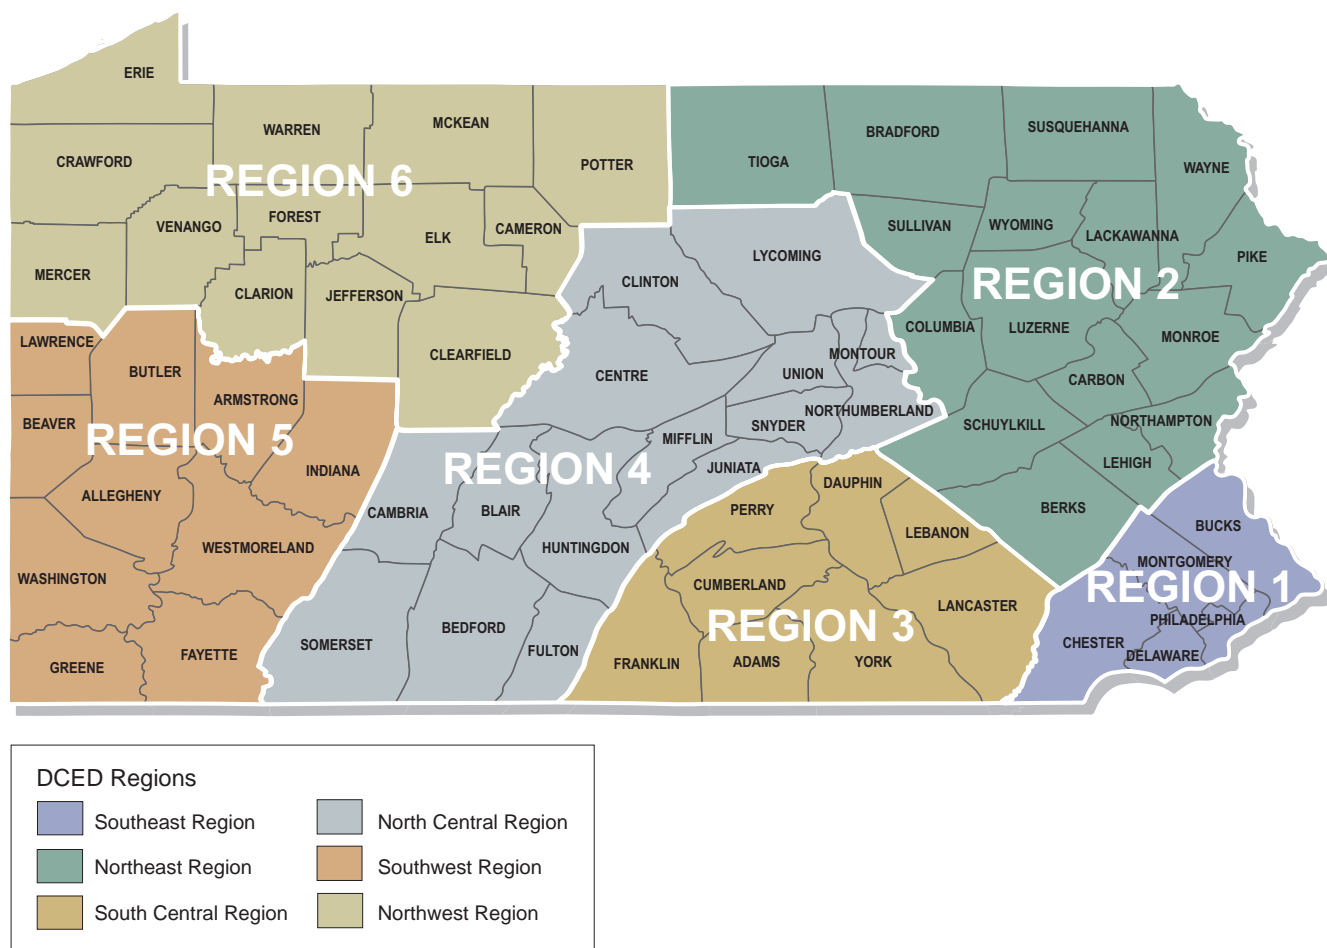 ERIE
WARREN
MCKEAN
POTTER
CRAWFORD
REGION 6
VENANGO
FOREST
ELK
CAMERON
MERCER
CLARION
JEFFERSON
CLEARFIELD
TIOGA
BRADFORD
SUSQUEHANNA
WAYNE
SULLIVAN
WYOMING
LACKAWANNA
PIKE
REGION 2
COLUMBIA
LUZERNE
MONROE
CARBON
SCHUYLKILL
NORTHAMPTON
LEHIGH
BERKS
LYCOMING
CLINTON
CENTRE
UNION
MONTOUR
NORTHUMBERLAND
SNYDER
MIFFLIN
JUNIATA
REGION 4
CAMBRIA
BLAIR
HUNTINGDON
SOMERSET
BEDFORD
FULTON
LAWRENCE
BUTLER
ARMSTRONG
BEAVER
REGION 5
INDIANA
ALLEGHENY
WESTMORELAND
WASHINGTON
GREENE
FAYETTE
DAUPHIN
PERRY
LEBANON
CUMBERLAND
LANCASTER
REGION 3
FRANKLIN
ADAMS
YORK
BUCKS
MONTGOMERY
REGION 1
PHILADELPHIA
CHESTER
DELAWARE
DCED Regions
Southeast Region
Northeast Region
South Central Region
North Central Region
Southwest Region
Northwest Region